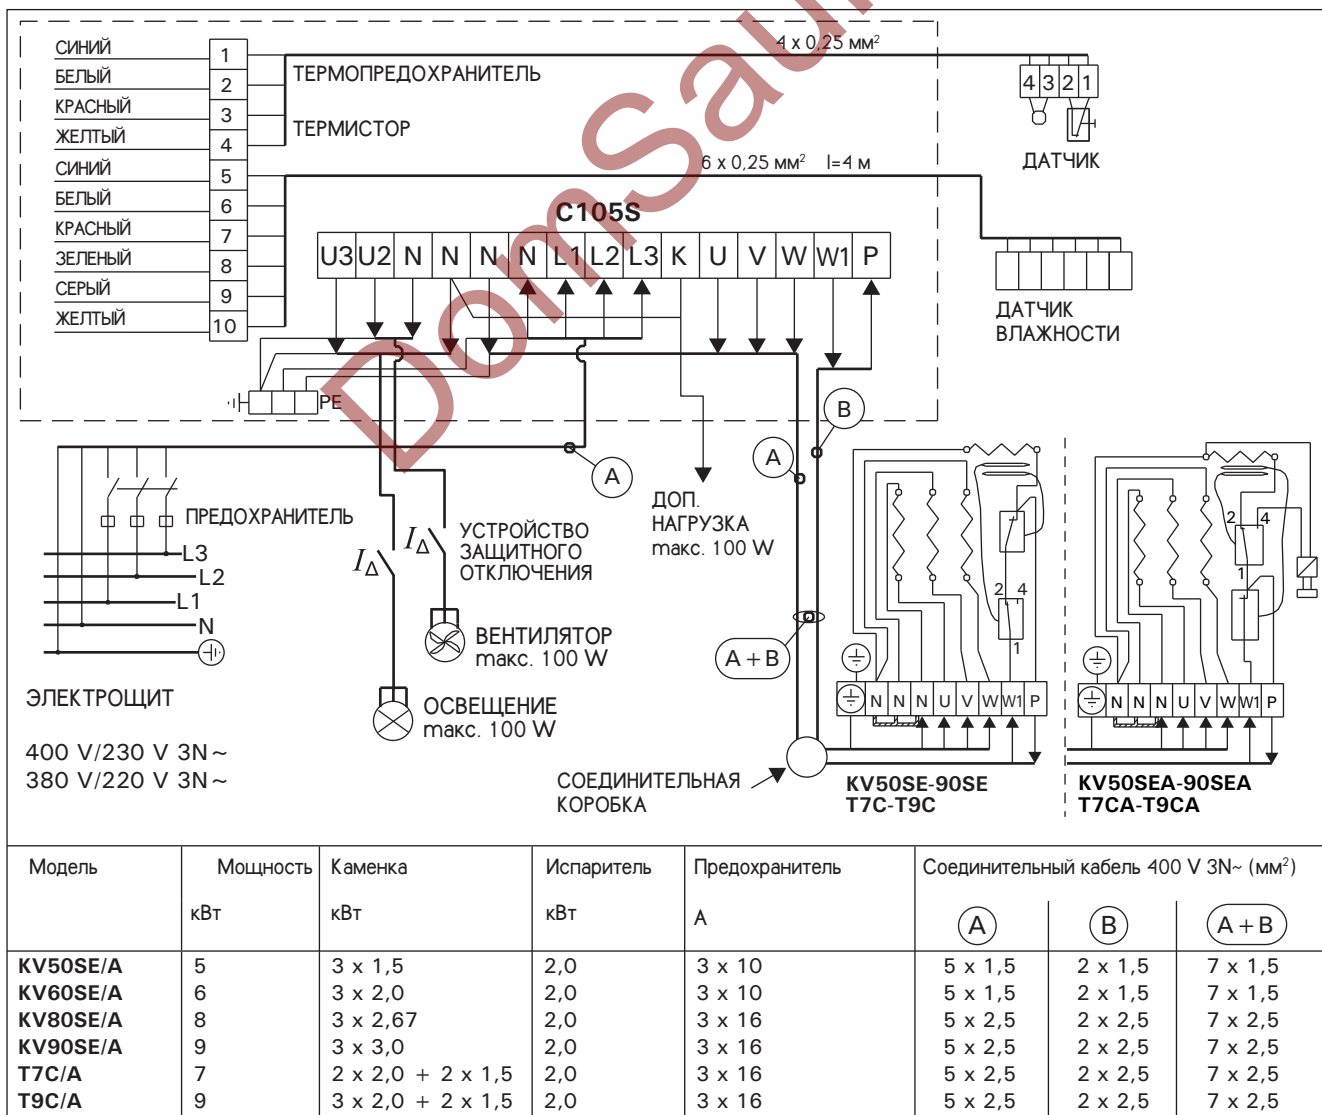 СИНИЙ 1
БЕЛЫЙ 2
КРАСНЫЙ 3
ЖЕЛТЫЙ 4
СИНИЙ 5
БЕЛЫЙ 6
КРАСНЫЙ 7
ЗЕЛЕНЫЙ 8
СЕРЫЙ 9
ЖЕЛТЫЙ 10
ТЕРМОПРЕДОХРАНИТЕЛЬ
ТЕРМИСТОР
4 x 0,25 мм²
4 3 2 1
ДАТЧИК
6 x 0,25 мм² l=4 м
ДАТЧИК
ВЛАЖНОСТИ
C105S
U3 U2 N N N N L1 L2 L3 K U V W W1 P
PE
DomSau
A
B
A
A + B
ПРЕДОХРАНИТЕЛЬ
L3
L2
L1
N
ЭЛЕКТРОЩИТ
400 V/230 V 3N~
380 V/220 V 3N~
I∆
I∆
УСТРОЙСТВО
ЗАЩИТНОГО
ОТКЛЮЧЕНИЯ
ВЕНТИЛЯТОР
макс. 100 W
ОСВЕЩЕНИЕ
макс. 100 W
ДОП.
НАГРУЗКА
макс. 100 W
СОЕДИНИТЕЛЬНАЯ
КОРОБКА
1
2 4
1
N N N U V W W1 P
KV50SE-90SE
T7C-T9C
2 4
1
N N N U V W W1 P
KV50SEA-90SEA
T7CA-T9CA
Модель Мощность Каменка Испаритель Предохранитель Соединительный кабель 400 V 3N~ (мм²)
кВт кВт кВт А A B A + B
KV50SE/A 5 3 x 1,5 2,0 3 x 10 5 x 1,5 2 x 1,5 7 x 1,5
KV60SE/A 6 3 x 2,0 2,0 3 x 10 5 x 1,5 2 x 1,5 7 x 1,5
KV80SE/A 8 3 x 2,67 2,0 3 x 16 5 x 2,5 2 x 2,5 7 x 2,5
KV90SE/A 9 3 x 3,0 2,0 3 x 16 5 x 2,5 2 x 2,5 7 x 2,5
T7C/A 7 2 x 2,0 + 2 x 1,5 2,0 3 x 16 5 x 2,5 2 x 2,5 7 x 2,5
T9C/A 9 3 x 2,0 + 2 x 1,5 2,0 3 x 16 5 x 2,5 2 x 2,5 7 x 2,5